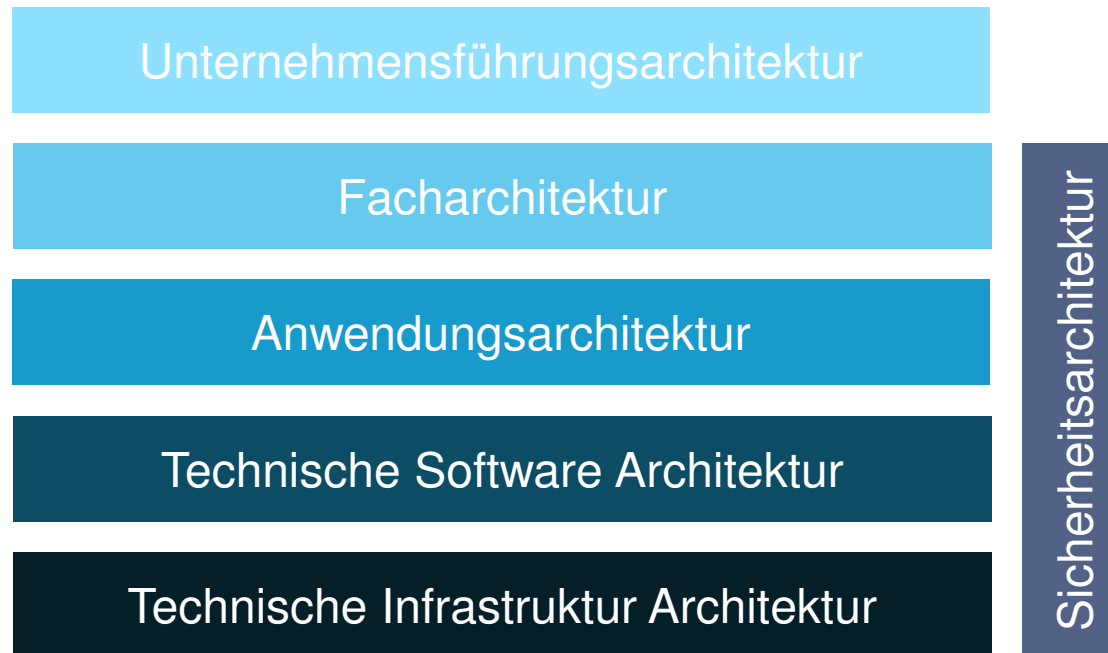 Unternehmensführungsarchitektur
Facharchitektur
Anwendungsarchitektur
Technische Software Architektur
Technische Infrastruktur Architektur
Sicherheitsarchitektur